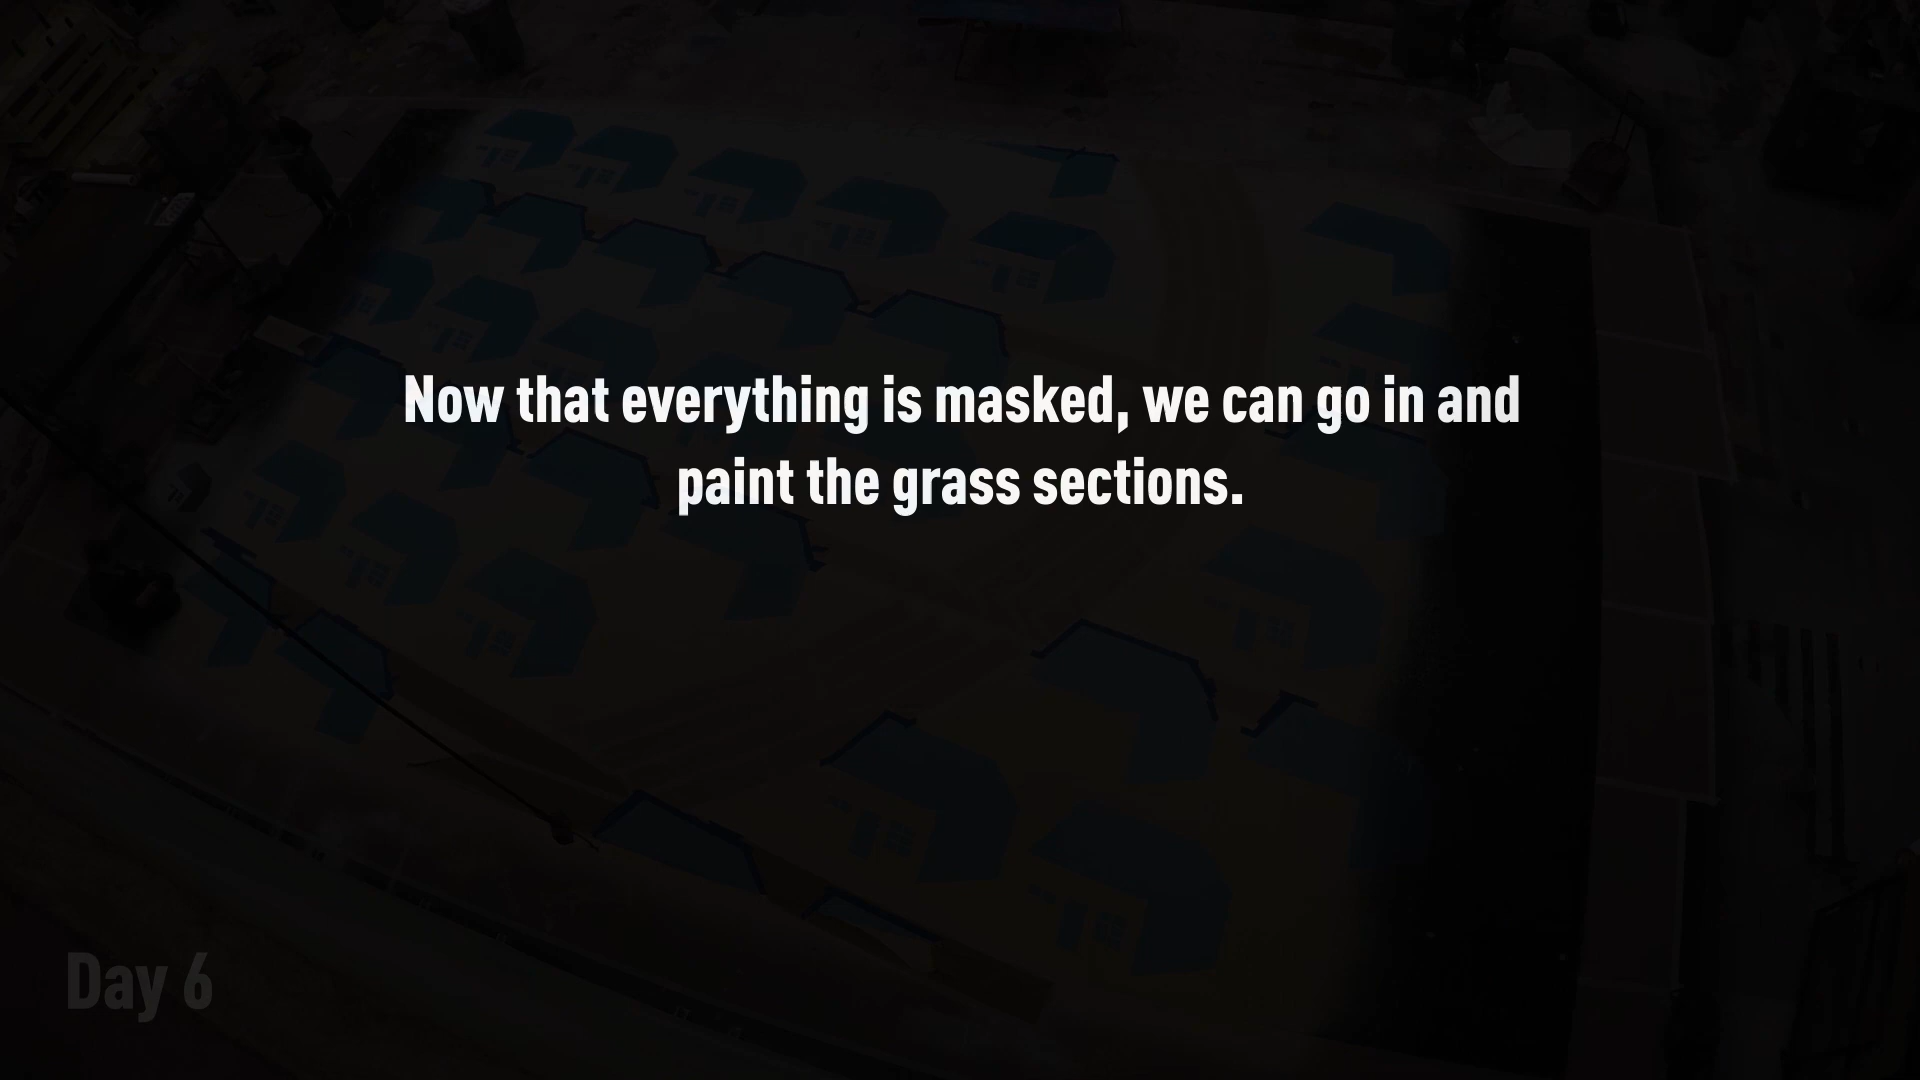 Now that everything is masked, we can go in and
paint the grass sections.
Day 6